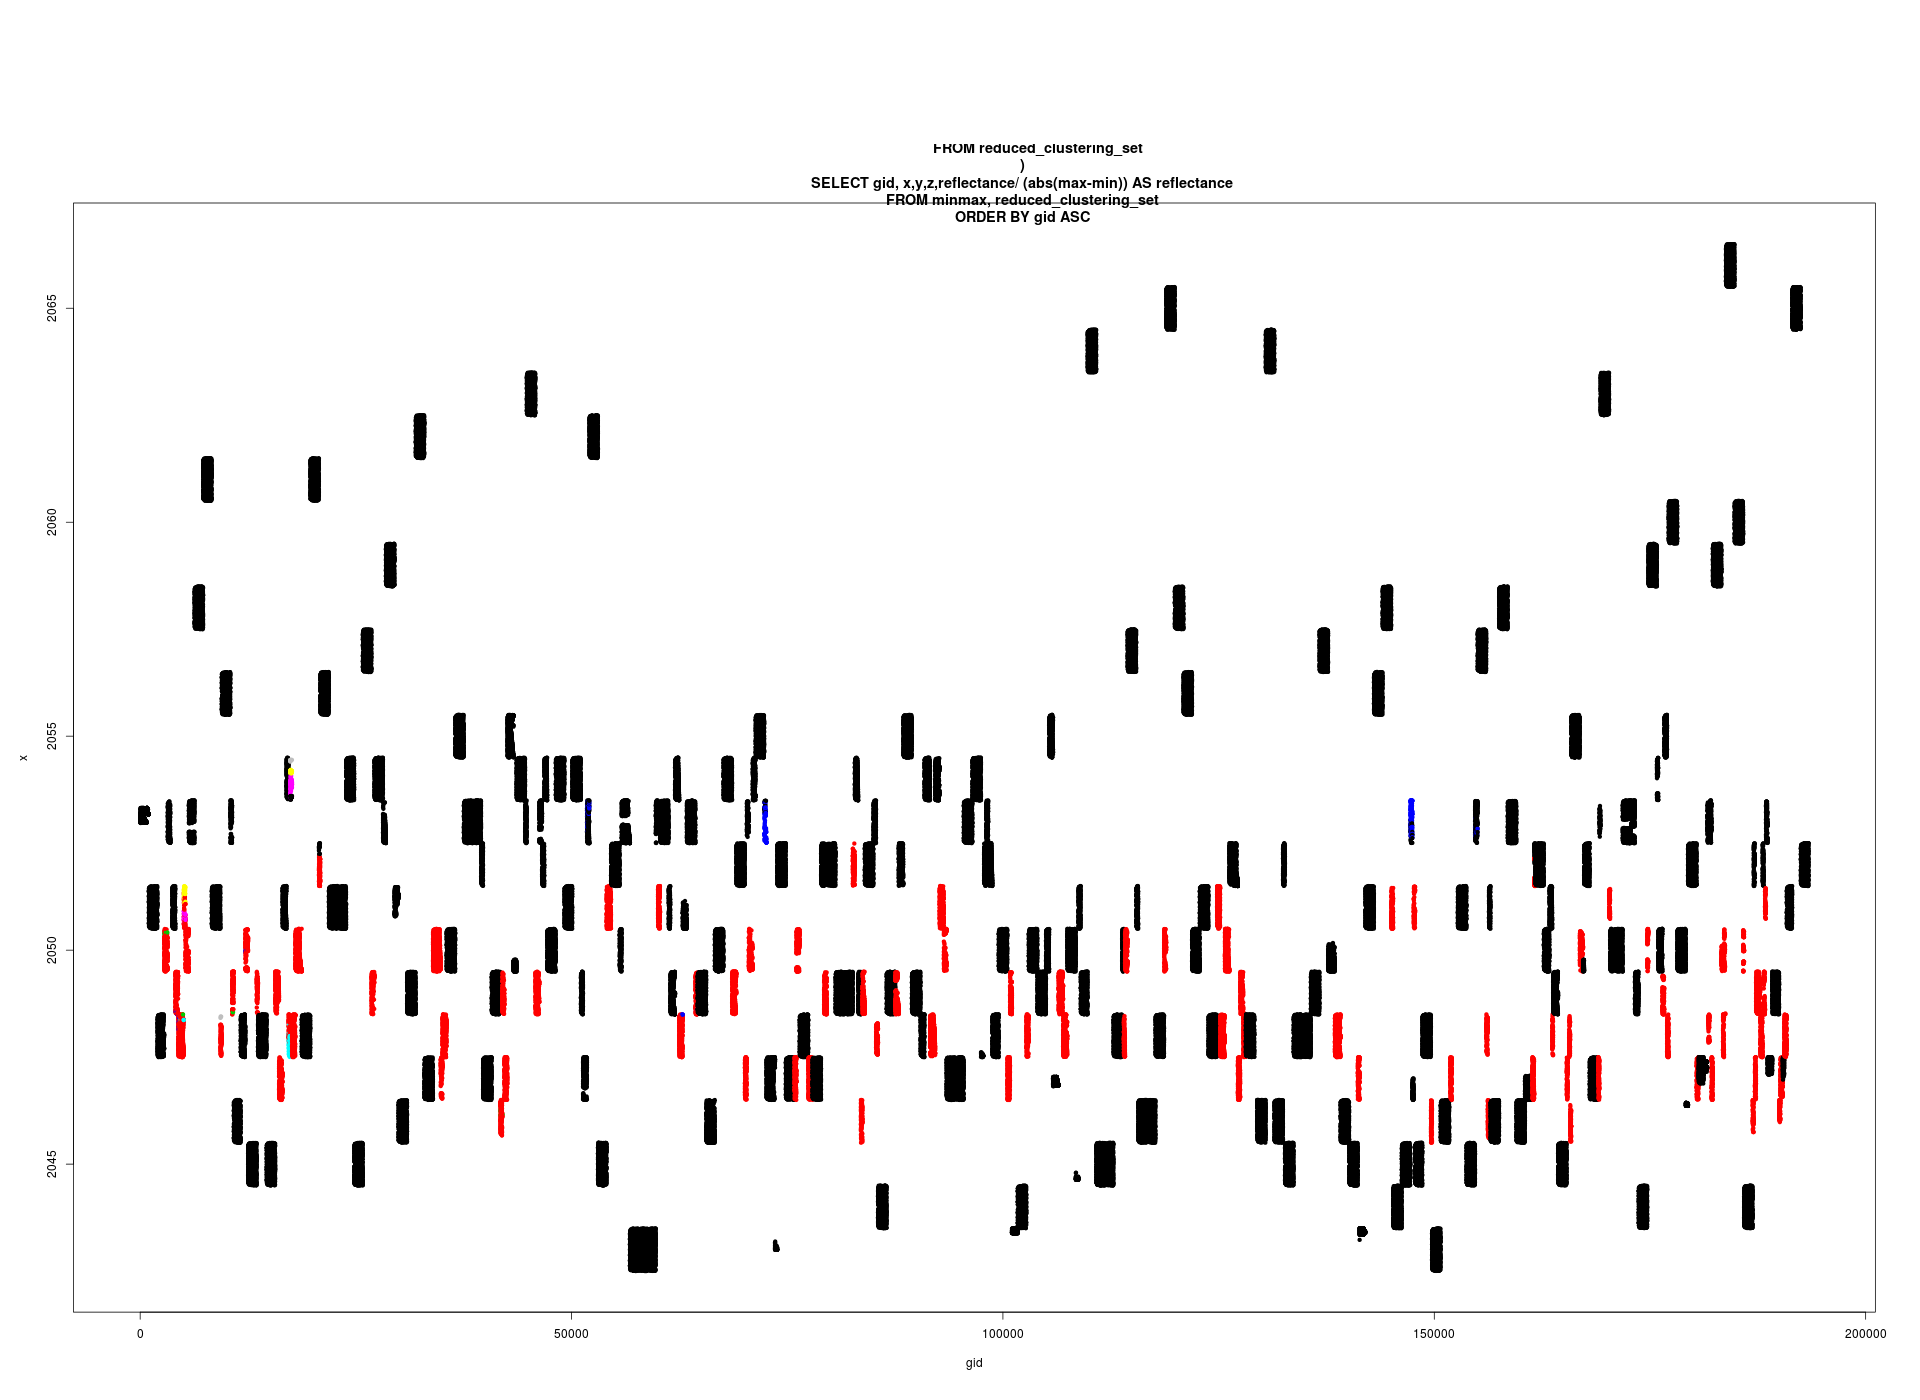 FROM reduced_clustering_set
)
SELECT gid, x,y,z,reflectance/ (abs(max-min)) AS reflectance
FROM minmax, reduced_clustering_set
ORDER BY gid ASC
2065
2060
2055
x
2050
2045
0
50000
100000
150000
200000
gid